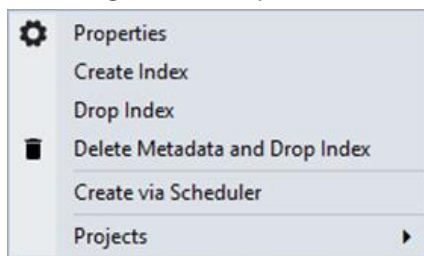 Properties
Create Index
Drop Index
Delete Metadata and Drop Index
Create via Scheduler
Projects